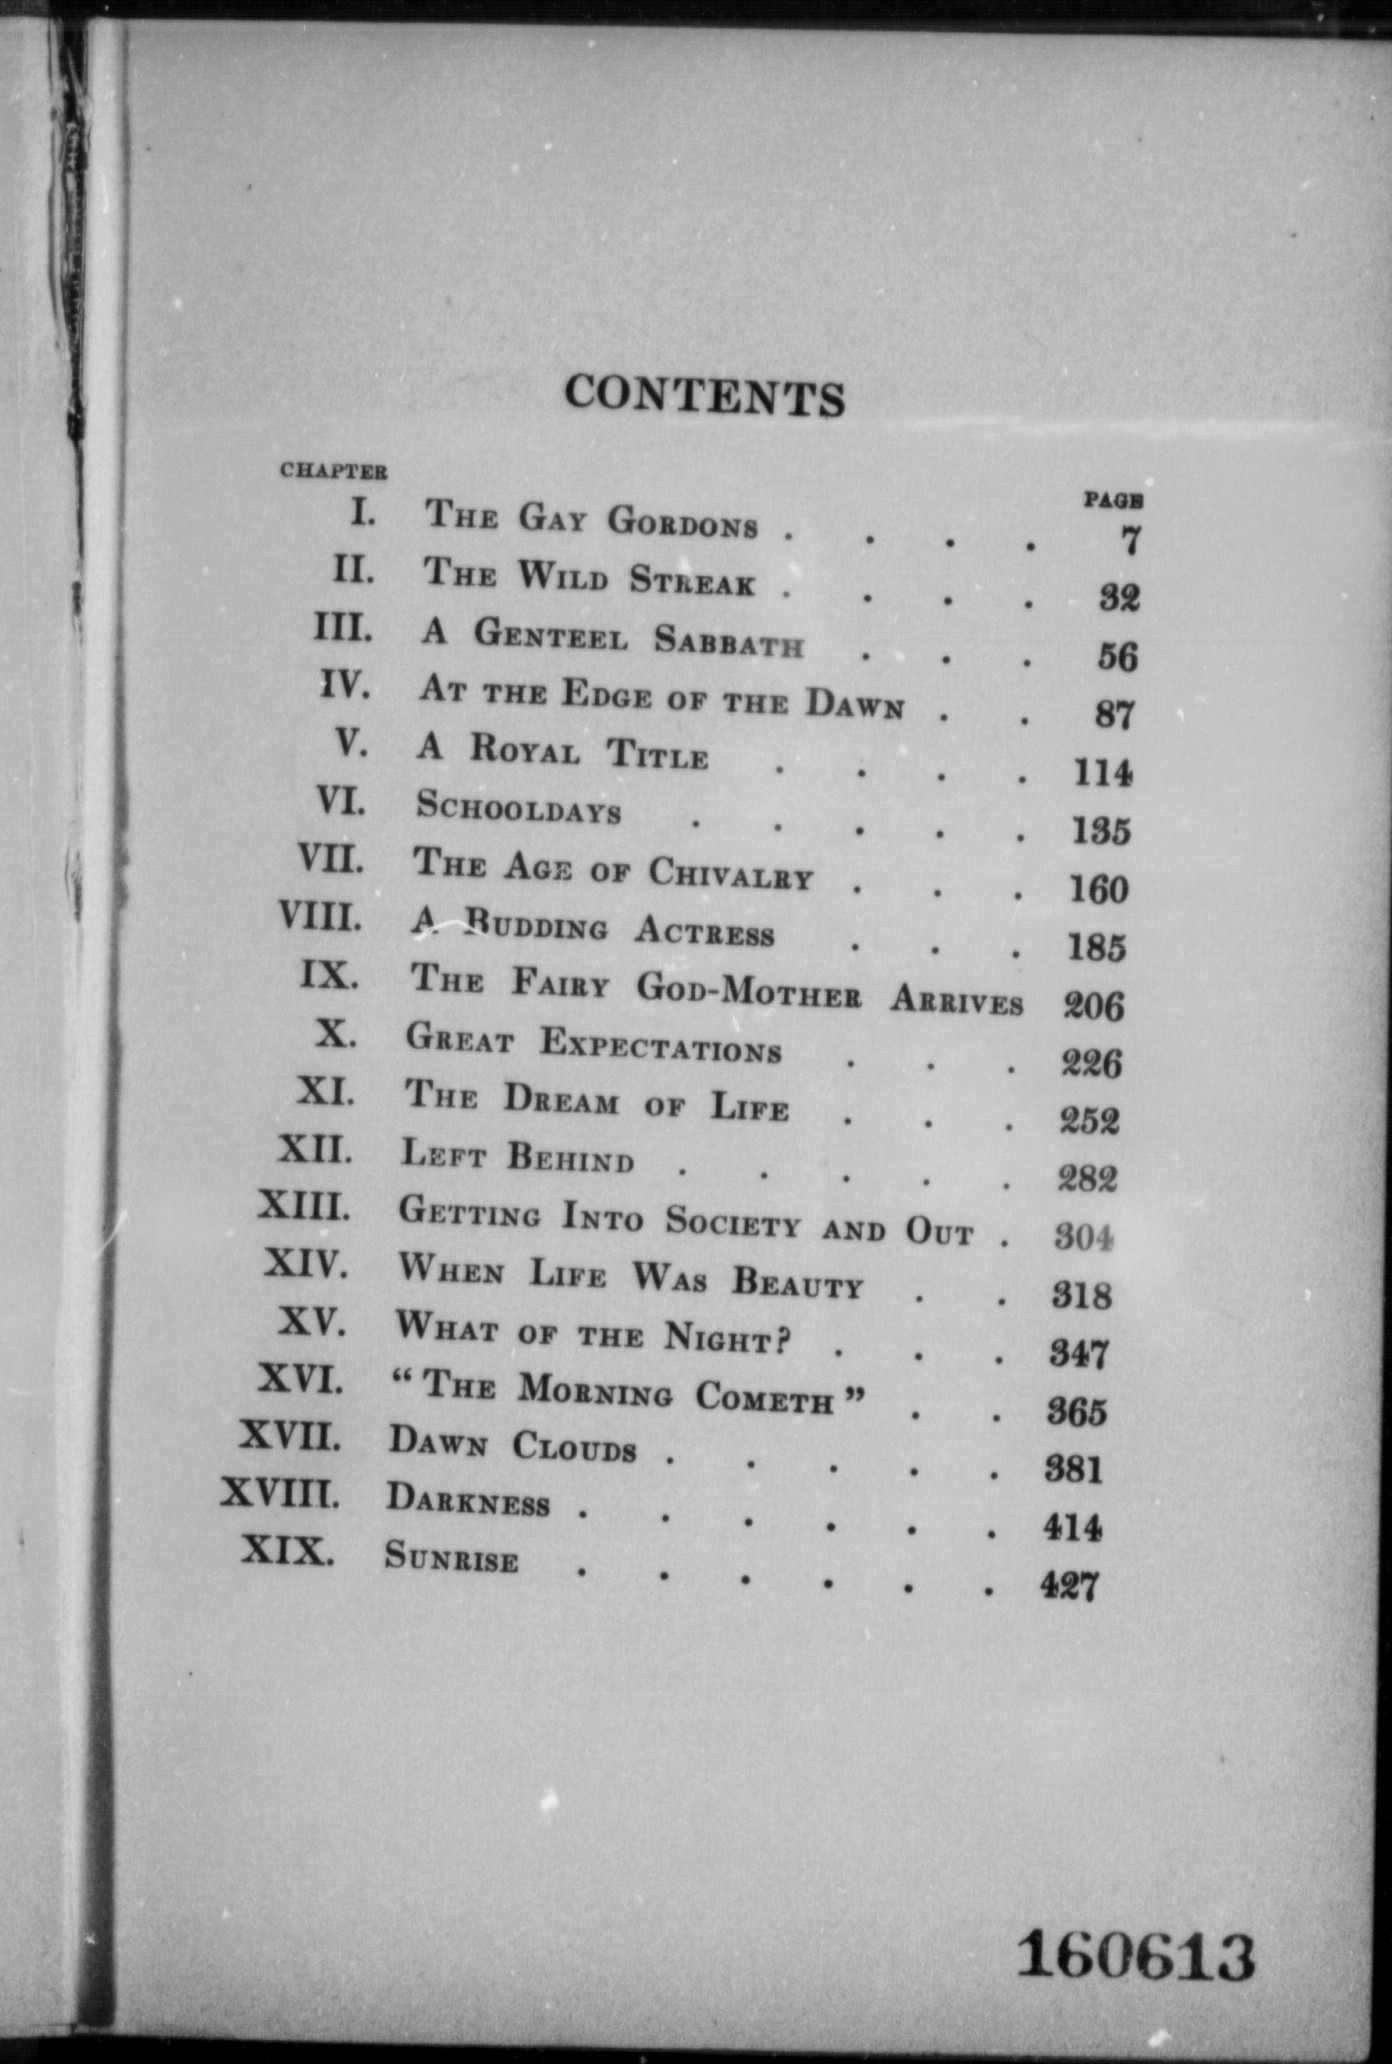 CONTENTS
CHAPTER PAGE
I. THE GAY GORDONS . . . . 7
II. THE WILD STREAK . . . . 32
III. A GENTEEL SABBATH . . . 56
IV. AT THE EDGE OF THE DAWN . . 87
V. A ROYAL TITLE . . . . 114
VI. SCHOOLDAYS . . . . . 135
VII. THE AGE OF CHIVALRY . . . 160
VIII. A BUDDING ACTRESS . . . 185
IX. THE FAIRY GOD-MOTHER ARRIVES 206
X. GREAT EXPECTATIONS . . . 226
XI. THE DREAM OF LIFE . . . 252
XII. LEFT BEHIND . . . . . 282
XIII. GETTING INTO SOCIETY AND OUT . 304
XIV. WHEN LIFE WAS BEAUTY . . 318
XV. WHAT OF THE NIGHT? . . . 347
XVI. “THE MORNING COMETH” . . 365
XVII. DAWN CLOUDS . . . . . 381
XVIII. DARKNESS . . . . . . 414
XIX. SUNRISE . . . . . . 427
160613